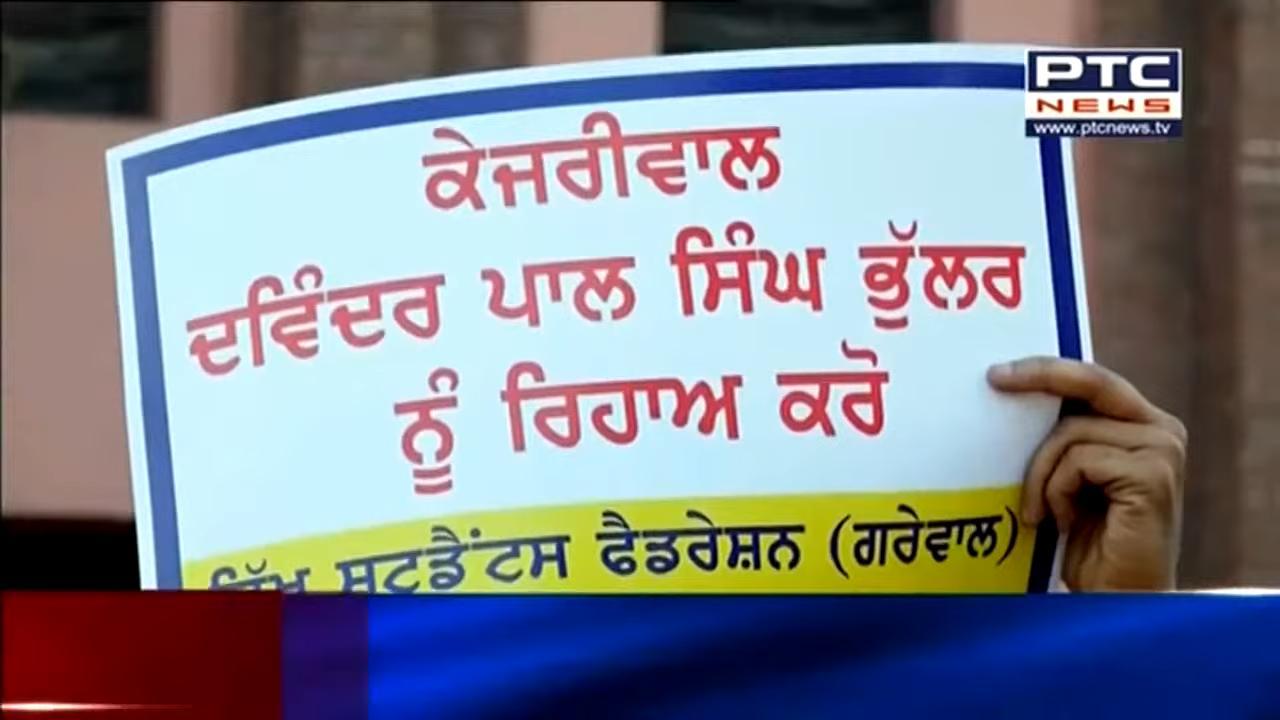 PTC
NEWS
www.ptcnews.tv
ਕੇਜਰੀਵਾਲ
ਦਵਿੰਦਰ ਪਾਲ ਸਿੰਘ ਭੁੱਲਰ
ਨੂੰ ਰਿਹਾਅ ਕਰੋ
ਸਿੱਖ ਸਟੂਡੈਂਟਸ ਫੈਡਰੇਸ਼ਨ (ਗਰੇਵਾਲ)